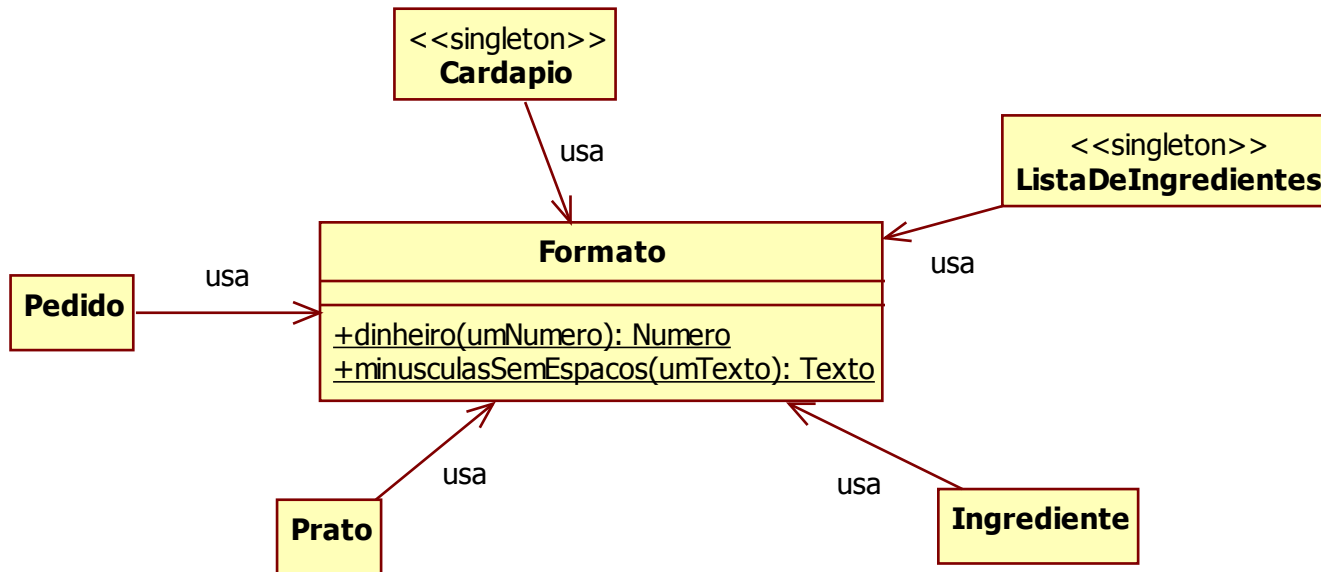 <<singleton>>
Cardapio
usa
<<singleton>>
ListaDeIngredientes
usa
Formato
+dinheiro(umNumero): Numero
+minusculasSemEspacos(umTexto): Texto
Pedido
usa
usa
Prato
usa
Ingrediente